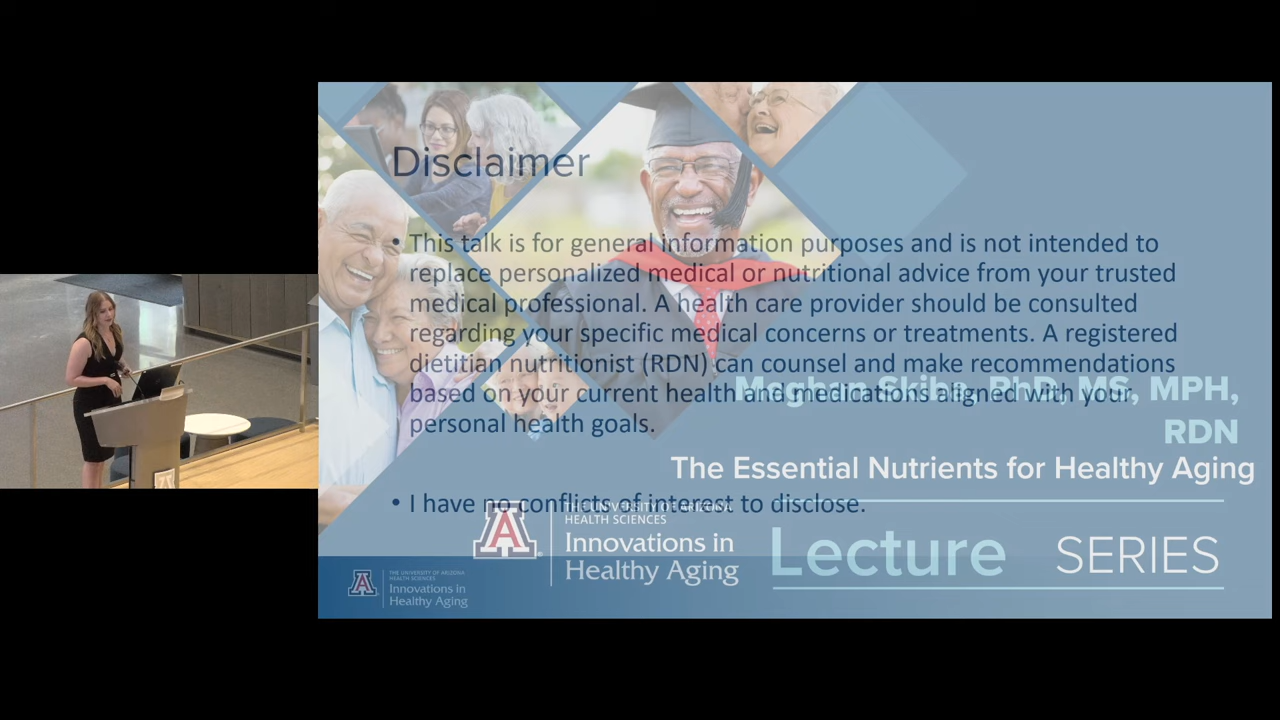 Disclaimer
• This talk is for general information purposes and is not intended to
replace personalized medical or nutritional advice from your trusted
medical professional. A health care provider should be consulted
regarding your specific medical concerns or treatments. A registered
dietitian nutritionist (RDN) can counsel and make recommendations
based on your current health and medications aligned with your
personal health goals.
• I have no conflicts of interest to disclose.
Meghan Skiba, PhD, MS, MPH,
RDN
The Essential Nutrients for Healthy Aging
THE UNIVERSITY OF ARIZONA
HEALTH SCIENCES
Innovations in
Healthy Aging
Lecture SERIES
A
THE UNIVERSITY OF ARIZONA
HEALTH SCIENCES
Innovations in
Healthy Aging
A